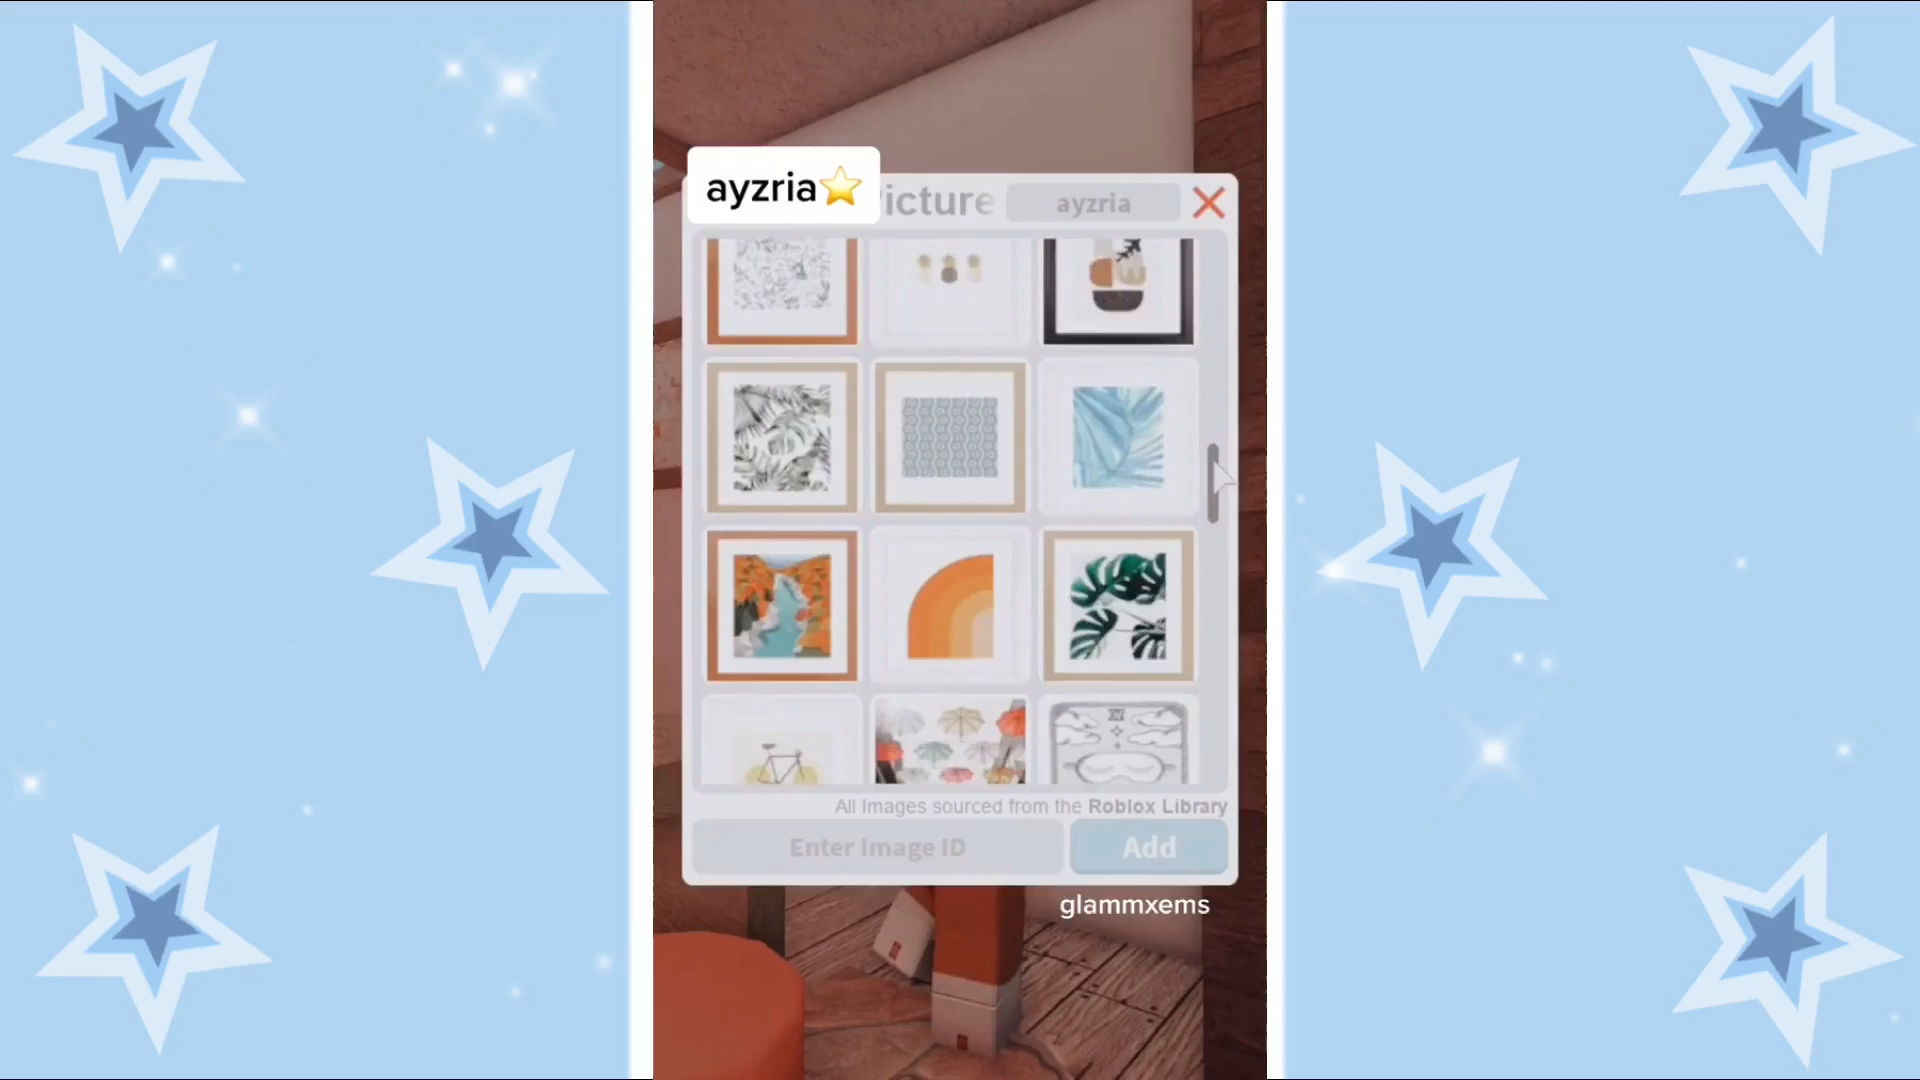 ayzria⭐
icture
ayzria
All Images sourced from the Roblox Library
Enter Image ID
Add
glammxems